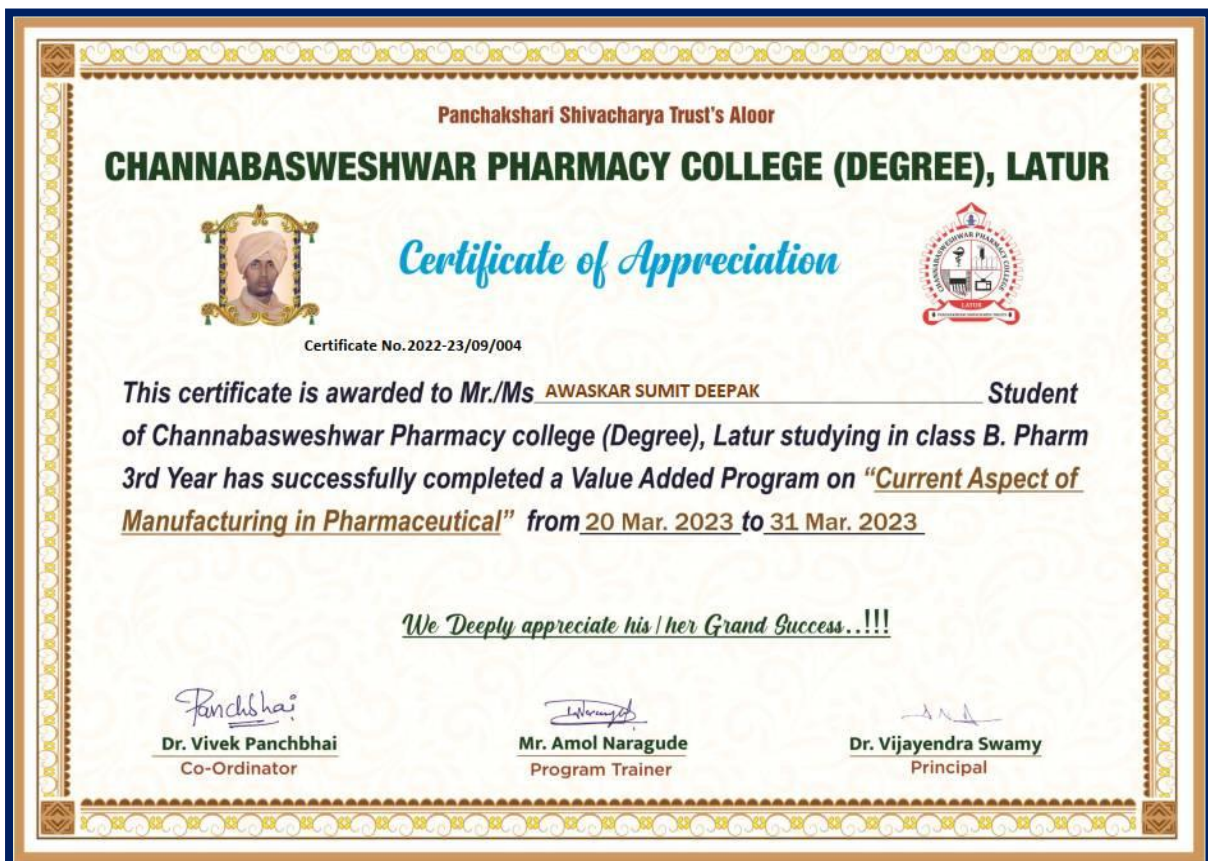 Panchakshari Shivacharya Trust's Aloor
CHANNABASWESHWAR PHARMACY COLLEGE (DEGREE), LATUR
Certificate of Appreciation
CHANNABASWESHWAR PHARMACY COLLEGE
LATUR
Certificate No. 2022-23/09/004
This certificate is awarded to Mr./Ms AWASKAR SUMIT DEEPAK Student
of Channabasweshwar Pharmacy college (Degree), Latur studying in class B. Pharm
3rd Year has successfully completed a Value Added Program on “Current Aspect of
Manufacturing in Pharmaceutical” from 20 Mar. 2023 to 31 Mar. 2023
We Deeply appreciate his / her Grand Success..!!!
Panchbhai
Dr. Vivek Panchbhai Mr. Amol Naragude Dr. Vijayendra Swamy
Co-Ordinator Program Trainer Principal